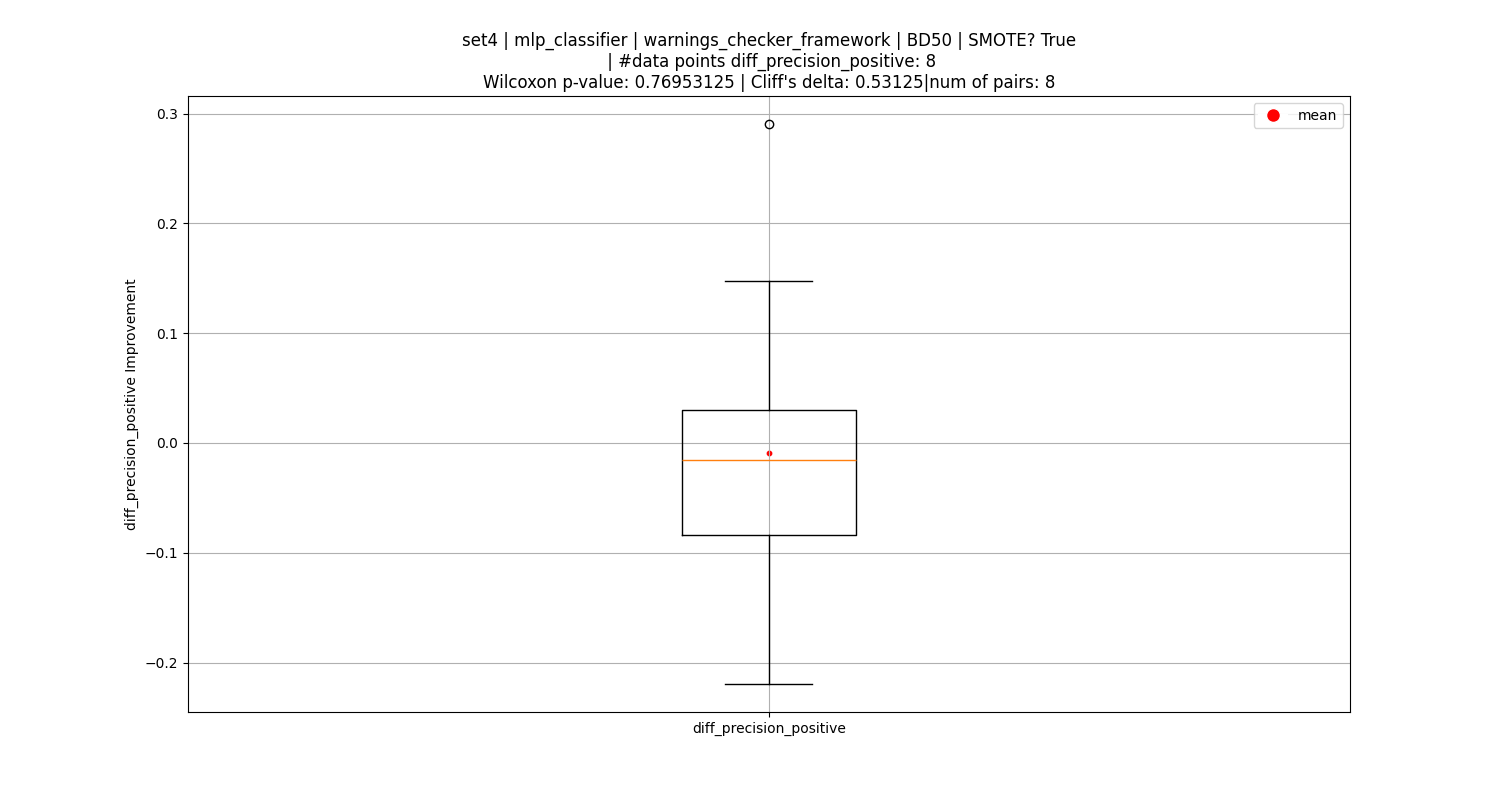 set4 | mlp_classifier | warnings_checker_framework | BD50 | SMOTE? True
| #data points diff_precision_positive: 8
Wilcoxon p-value: 0.76953125 | Cliff's delta: 0.53125|num of pairs: 8
mean
0.3
0.2
0.1
0.0
−0.1
−0.2
diff_precision_positive Improvement
diff_precision_positive